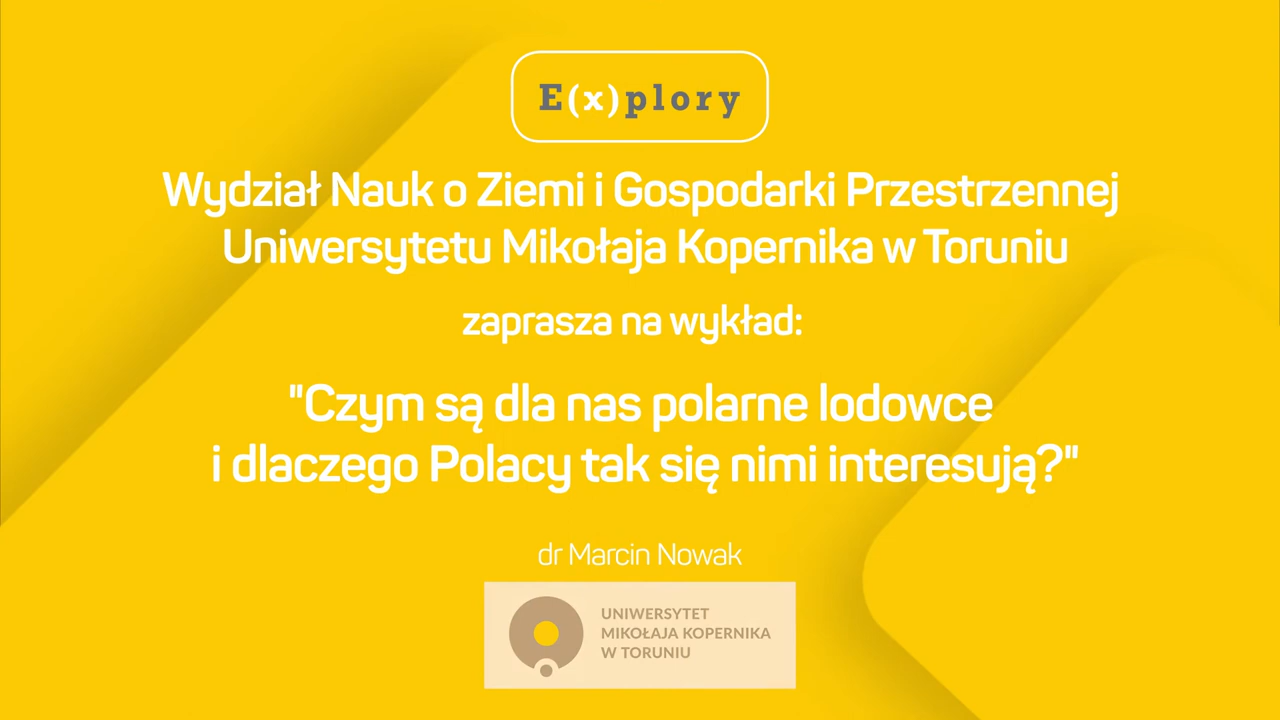 E(x)plory
Wydział Nauk o Ziemi i Gospodarki Przestrzennej
Uniwersytetu Mikołaja Kopernika w Toruniu
zaprasza na wykład:
"Czym są dla nas polarne lodowce
i dlaczego Polacy tak się nimi interesują?"
dr Marcin Nowak
UNIWERSYTET
MIKOŁAJA KOPERNIKA
W TORUNIU